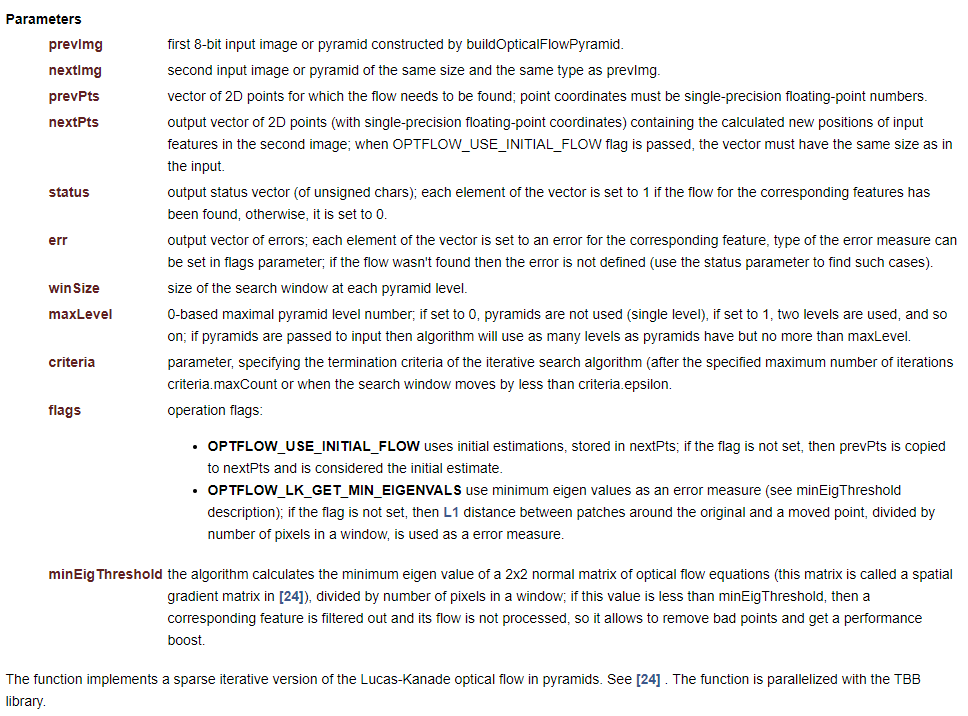 Parameters
prevImg first 8-bit input image or pyramid constructed by buildOpticalFlowPyramid.
nextImg second input image or pyramid of the same size and the same type as prevImg.
prevPts vector of 2D points for which the flow needs to be found; point coordinates must be single-precision floating-point numbers.
nextPts output vector of 2D points (with single-precision floating-point coordinates) containing the calculated new positions of input
features in the second image; when OPTFLOW_USE_INITIAL_FLOW flag is passed, the vector must have the same size as in
the input.
status output status vector (of unsigned chars); each element of the vector is set to 1 if the flow for the corresponding features has
been found, otherwise, it is set to 0.
err output vector of errors; each element of the vector is set to an error for the corresponding feature, type of the error measure can
be set in flags parameter; if the flow wasn't found then the error is not defined (use the status parameter to find such cases).
winSize size of the search window at each pyramid level.
maxLevel 0-based maximal pyramid level number; if set to 0, pyramids are not used (single level), if set to 1, two levels are used, and so
on; if pyramids are passed to input then algorithm will use as many levels as pyramids have but no more than maxLevel.
criteria parameter, specifying the termination criteria of the iterative search algorithm (after the specified maximum number of iterations
criteria.maxCount or when the search window moves by less than criteria.epsilon.
flags operation flags:
• OPTFLOW_USE_INITIAL_FLOW uses initial estimations, stored in nextPts; if the flag is not set, then prevPts is copied
to nextPts and is considered the initial estimate.
• OPTFLOW_LK_GET_MIN_EIGENVALS use minimum eigen values as an error measure (see minEigThreshold
description); if the flag is not set, then L1 distance between patches around the original and a moved point, divided by
number of pixels in a window, is used as a error measure.
minEigThreshold the algorithm calculates the minimum eigen value of a 2x2 normal matrix of optical flow equations (this matrix is called a spatial
gradient matrix in [24]), divided by number of pixels in a window; if this value is less than minEigThreshold, then a
corresponding feature is filtered out and its flow is not processed, so it allows to remove bad points and get a performance
boost.
The function implements a sparse iterative version of the Lucas-Kanade optical flow in pyramids. See [24] . The function is parallelized with the TBB
library.